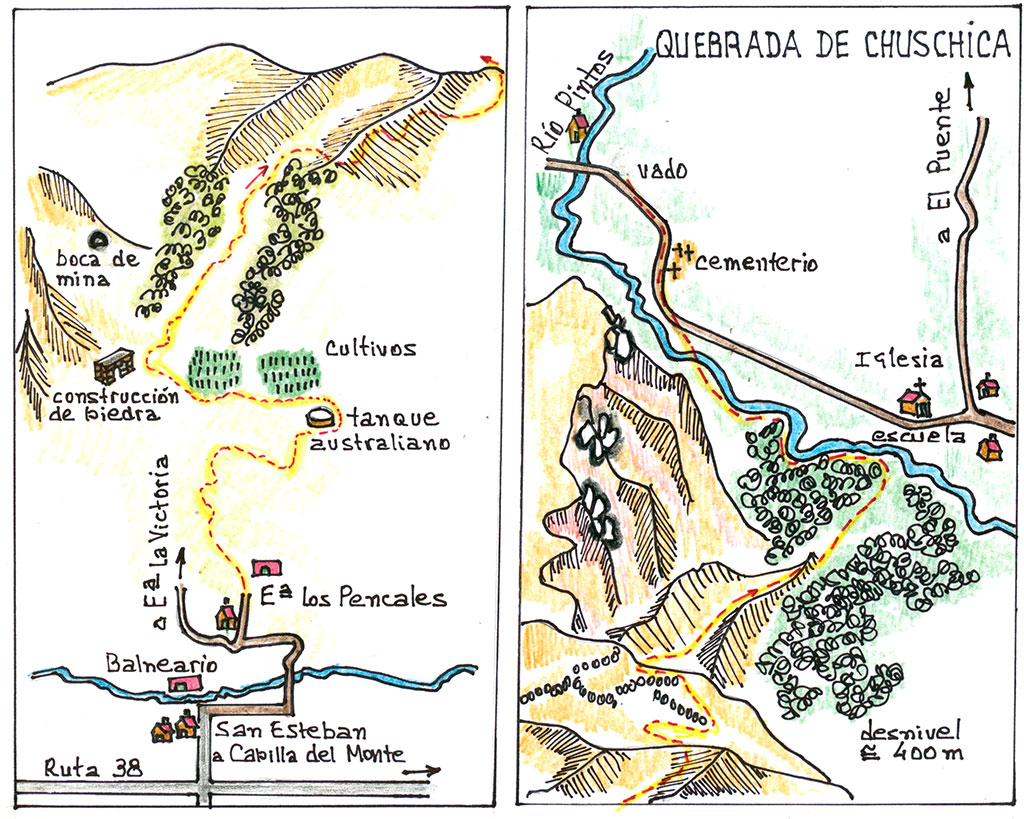 boca de
mina
construcción
de piedra
cultivos
tanque
australiano
a Eª La Victoria
Eª Los Pencales
Balneario
San Esteban
a Capilla del Monte
Ruta 38
QUEBRADA DE CHUSCHICA
Río Pintos
vado
a El Puente
cementerio
Iglesia
escuela
desnivel
≅ 400 m